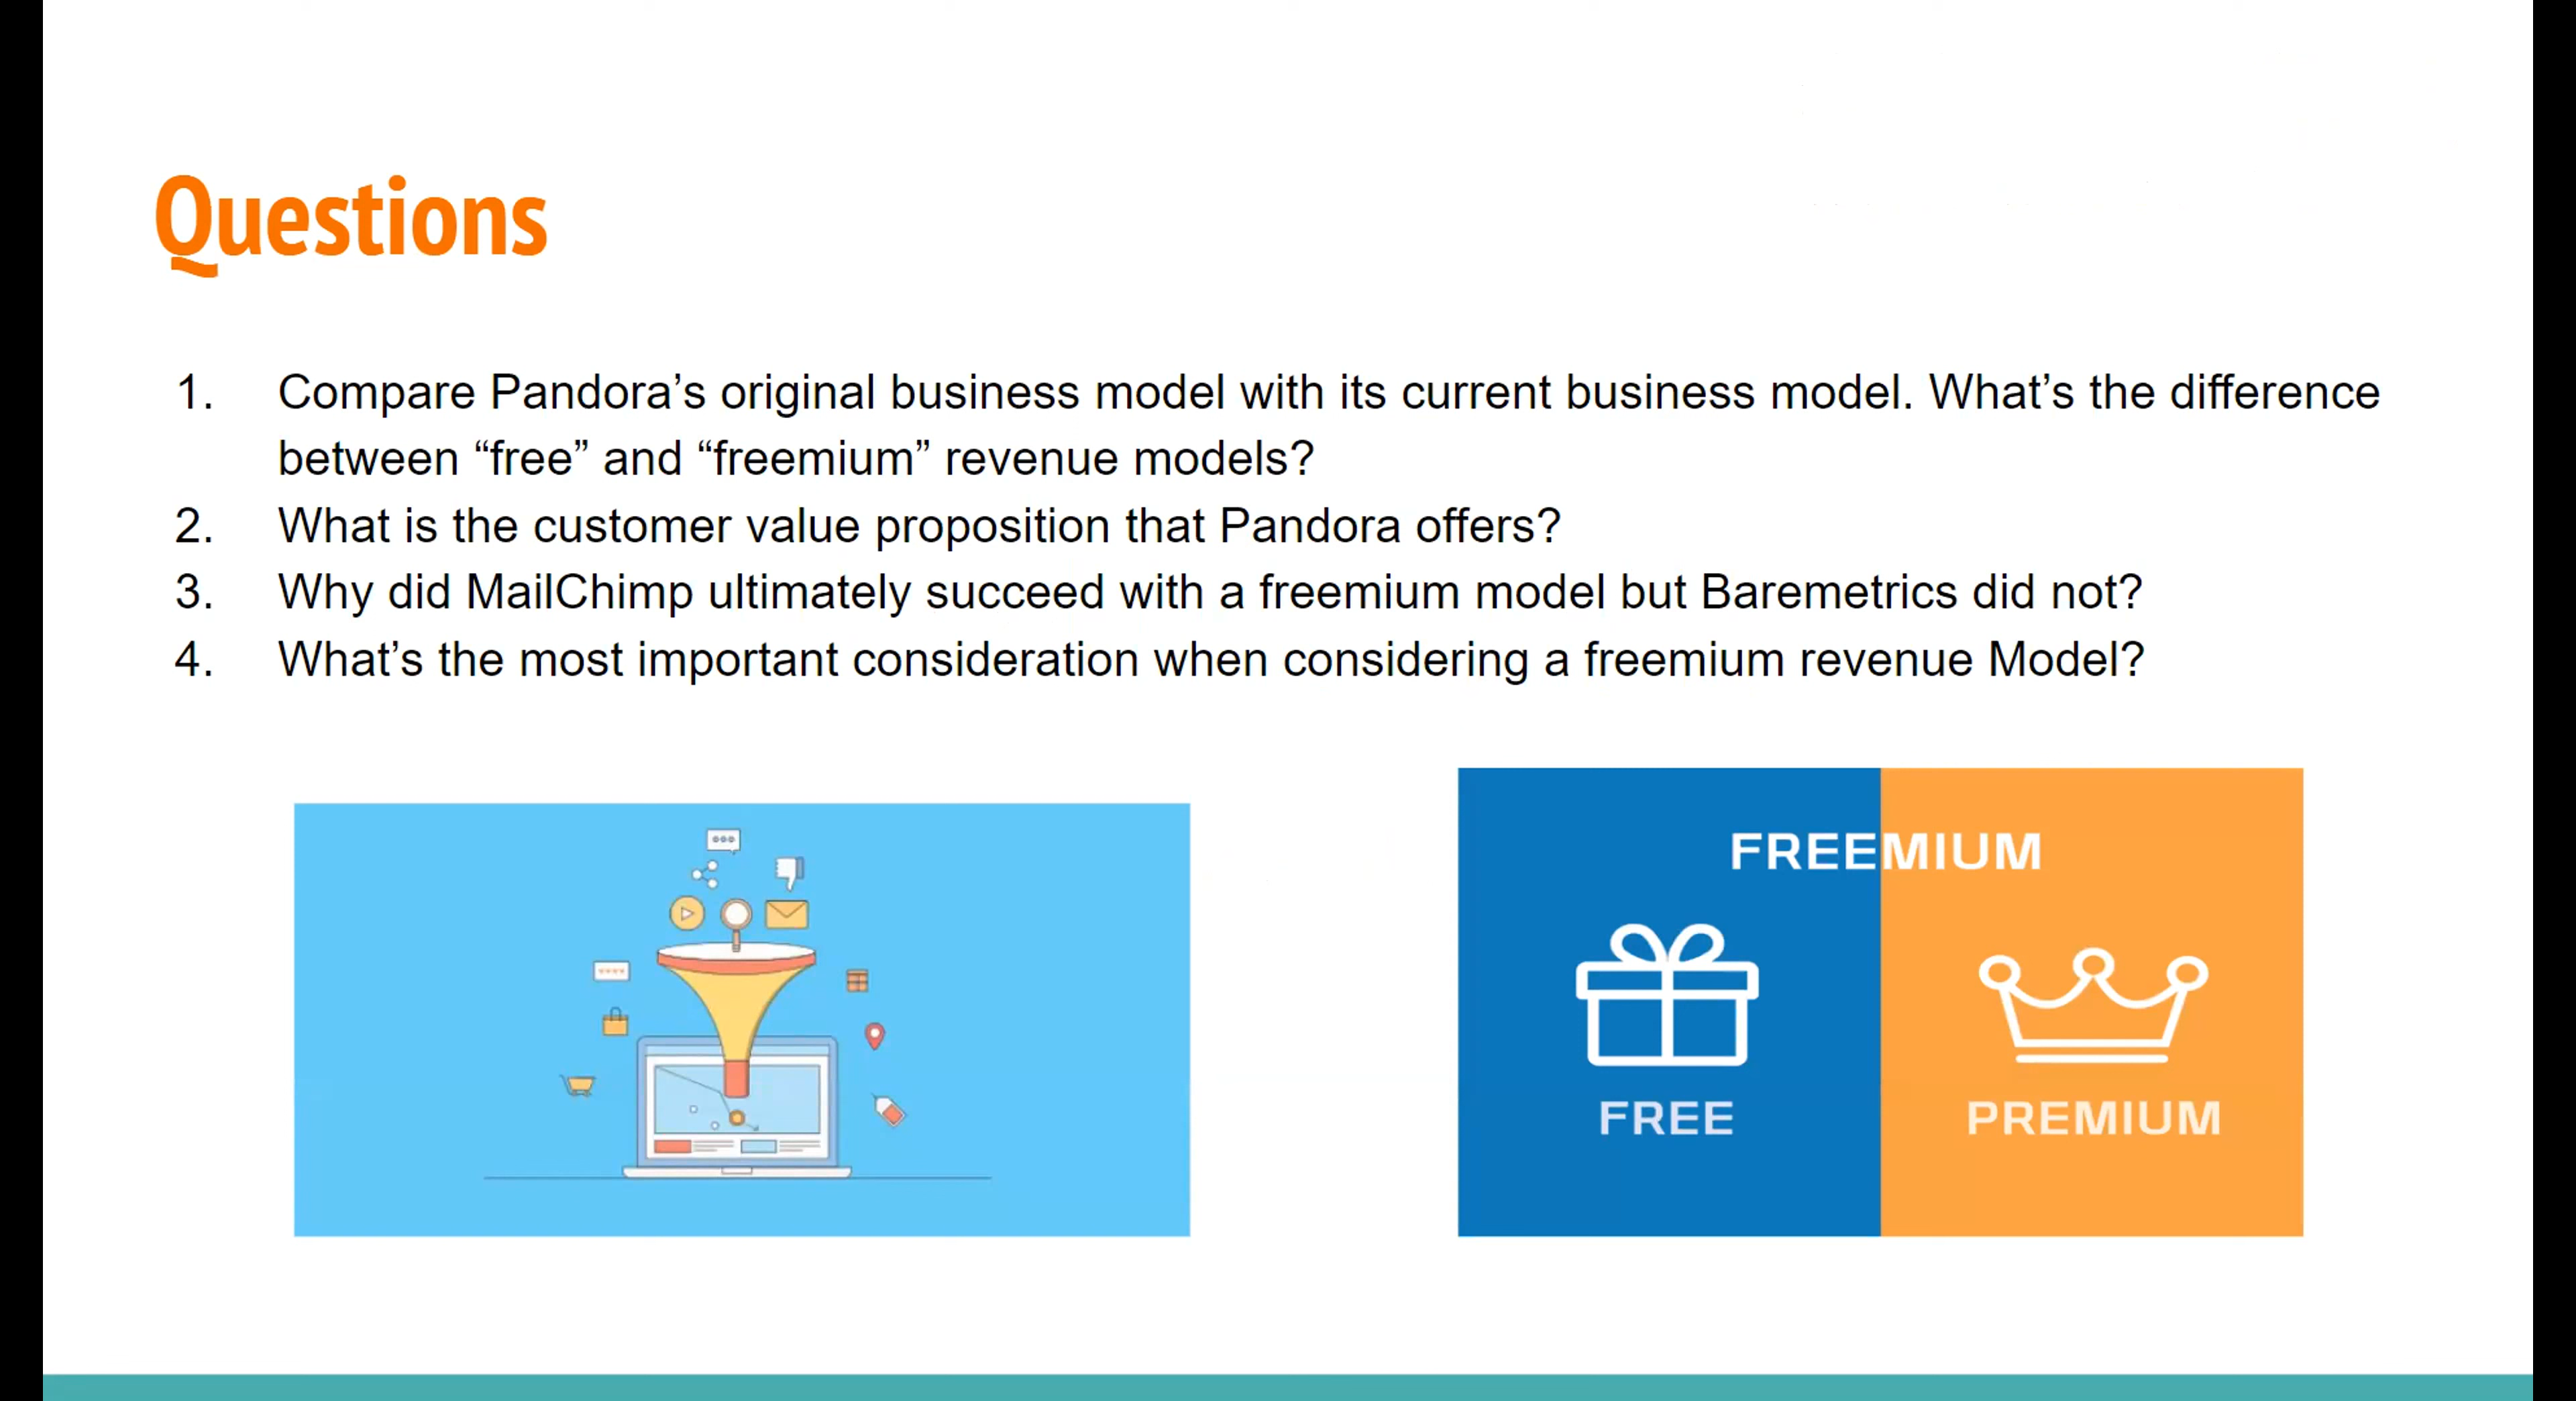 Questions
1. Compare Pandora’s original business model with its current business model. What’s the difference
between “free” and “freemium” revenue models?
2. What is the customer value proposition that Pandora offers?
3. Why did MailChimp ultimately succeed with a freemium model but Baremetrics did not?
4. What’s the most important consideration when considering a freemium revenue Model?
FREEMIUM
FREE
PREMIUM